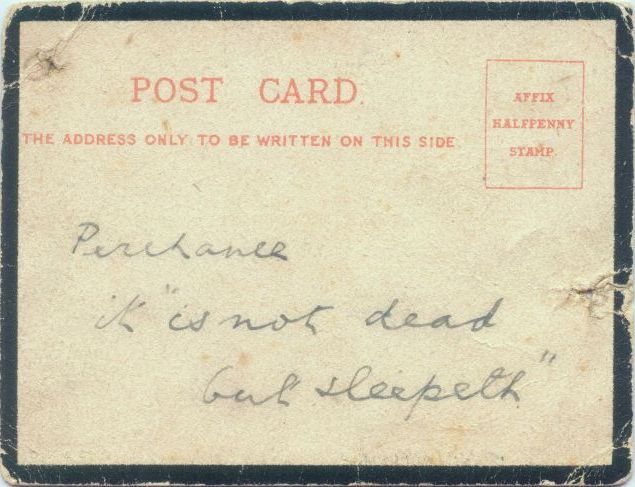 POST CARD.
THE ADDRESS ONLY TO BE WRITTEN ON THIS SIDE
AFFIX
HALFPENNY
STAMP.
Perchance
it "is not dead
but sleepeth"